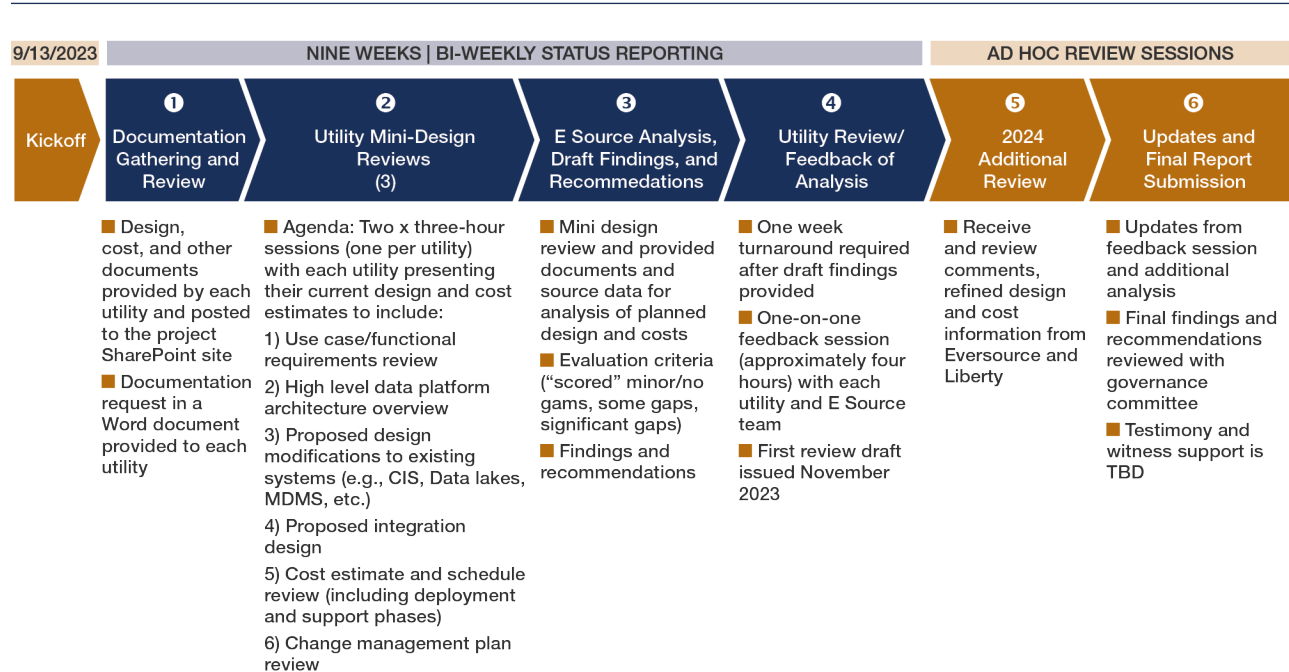 9/13/2023
NINE WEEKS | BI-WEEKLY STATUS REPORTING
AD HOC REVIEW SESSIONS
Kickoff
1
Documentation
Gathering and
Review
2
Utility Mini-Design
Reviews
(3)
3
E Source Analysis,
Draft Findings, and
Recommedations
4
Utility Review/
Feedback of
Analysis
5
2024
Additional
Review
6
Updates and
Final Report
Submission
■ Design,
cost, and other
documents
provided by each
utility and posted
to the project
SharePoint site
■ Documentation
request in a
Word document
provided to each
utility
■ Agenda: Two x three-hour
sessions (one per utility)
with each utility presenting
their current design and cost
estimates to include:
1) Use case/functional
requirements review
2) High level data platform
architecture overview
3) Proposed design
modifications to existing
systems (e.g., CIS, Data lakes,
MDMS, etc.)
4) Proposed integration
design
5) Cost estimate and schedule
review (including deployment
and support phases)
6) Change management plan
review
■ Mini design
review and provided
documents and
source data for
analysis of planned
design and costs
■ Evaluation criteria
(“scored” minor/no
gams, some gaps,
significant gaps)
■ Findings and
recommendations
■ One week
turnaround required
after draft findings
provided
■ One-on-one
feedback session
(approximately four
hours) with each
utility and E Source
team
■ First review draft
issued November
2023
■ Receive
and review
comments,
refined design
and cost
information from
Eversource and
Liberty
■ Updates from
feedback session
and additional
analysis
■ Final findings and
recommendations
reviewed with
governance
committee
■ Testimony and
witness support is
TBD